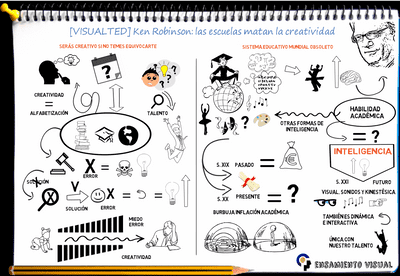 [VISUALTED] Ken Robinson: las escuelas matan la creatividad
SERÁS CREATIVO SI NO TEMES EQUIVOCARTE
SISTEMA EDUCATIVO MUNDIAL OBSOLETO
?
?
CREATIVIDAD
=
ALFABETIZACIÓN
TALENTO
OTRAS FORMAS DE
INTELIGENCIA
HABILIDAD
ACADÉMICA
= ?
INTELIGENCIA
X
ERROR
SOLUCIÓN
V
SOLUCIÓN
X
ERROR
S. XIX PASADO =
S. XX PRESENTE = ?
S. XXI FUTURO
VISUAL, SONORA Y KINESTÉSICA
TAMBIÉN ES DINÁMICA
E INTERACTIVA
ÚNICA CON
NUESTRO TALENTO
BURBUJA INFLACIÓN ACADÉMICA
MIEDO
ERROR
CREATIVIDAD
PENSAMIENTO VISUAL